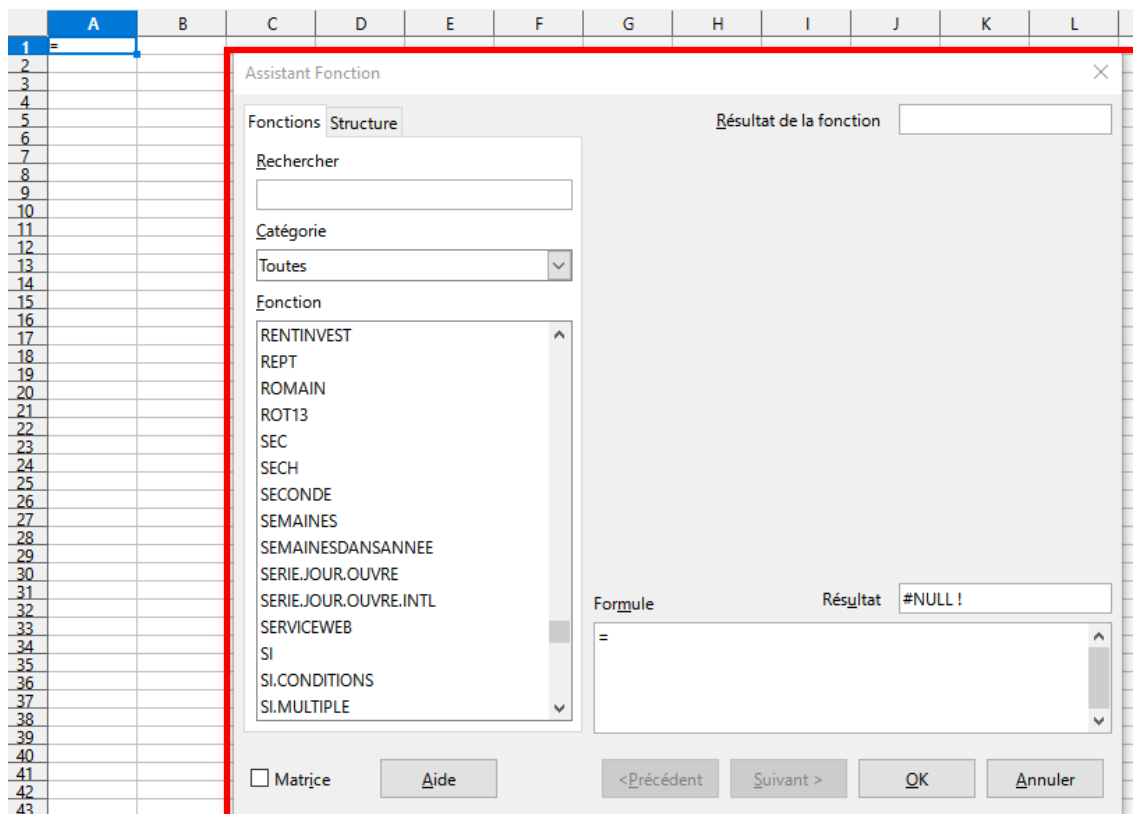 A B C D E F G H I J K L
1 =
2
3
4
5
6
7
8
9
10
11
12
13
14
15
16
17
18
19
20
21
22
23
24
25
26
27
28
29
30
31
32
33
34
35
36
37
38
39
40
41
42
43
Assistant Fonction
Fonctions Structure
Résultat de la fonction
Rechercher
Catégorie
Toutes
Fonction
RENTINVEST
REPT
ROMAIN
ROT13
SEC
SECH
SECONDE
SEMAINES
SEMAINESDANSANNEE
SERIE.JOUR.OUVRE
SERIE.JOUR.OUVRE.INTL
SERVICEWEB
SI
SI.CONDITIONS
SI.MULTIPLE
Formule Résultat #NULL !
=
Matrice Aide <Précédent Suivant > OK Annuler